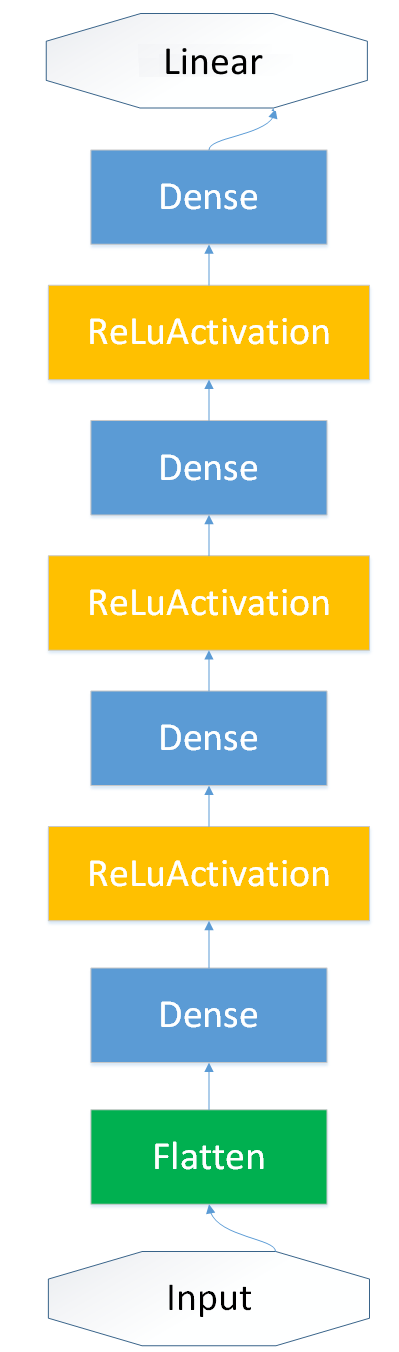 Linear
Dense
ReLuActivation
Dense
ReLuActivation
Dense
ReLuActivation
Dense
Flatten
Input